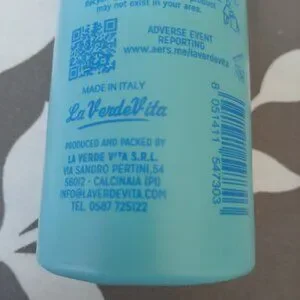 may not exist in your area.
ADVERSE EVENT
REPORTING
www.aers.me/laverdevita
MADE IN ITALY
La VerdeVita
PRODUCED AND PACKED BY
LA VERDE VITA S.R.L.
VIA SANDRO PERTINI,54
56012 - CALCINAIA (PI)
INFO@LAVERDEVITA.COM
TEL. 0587 725122
8 051411 547303